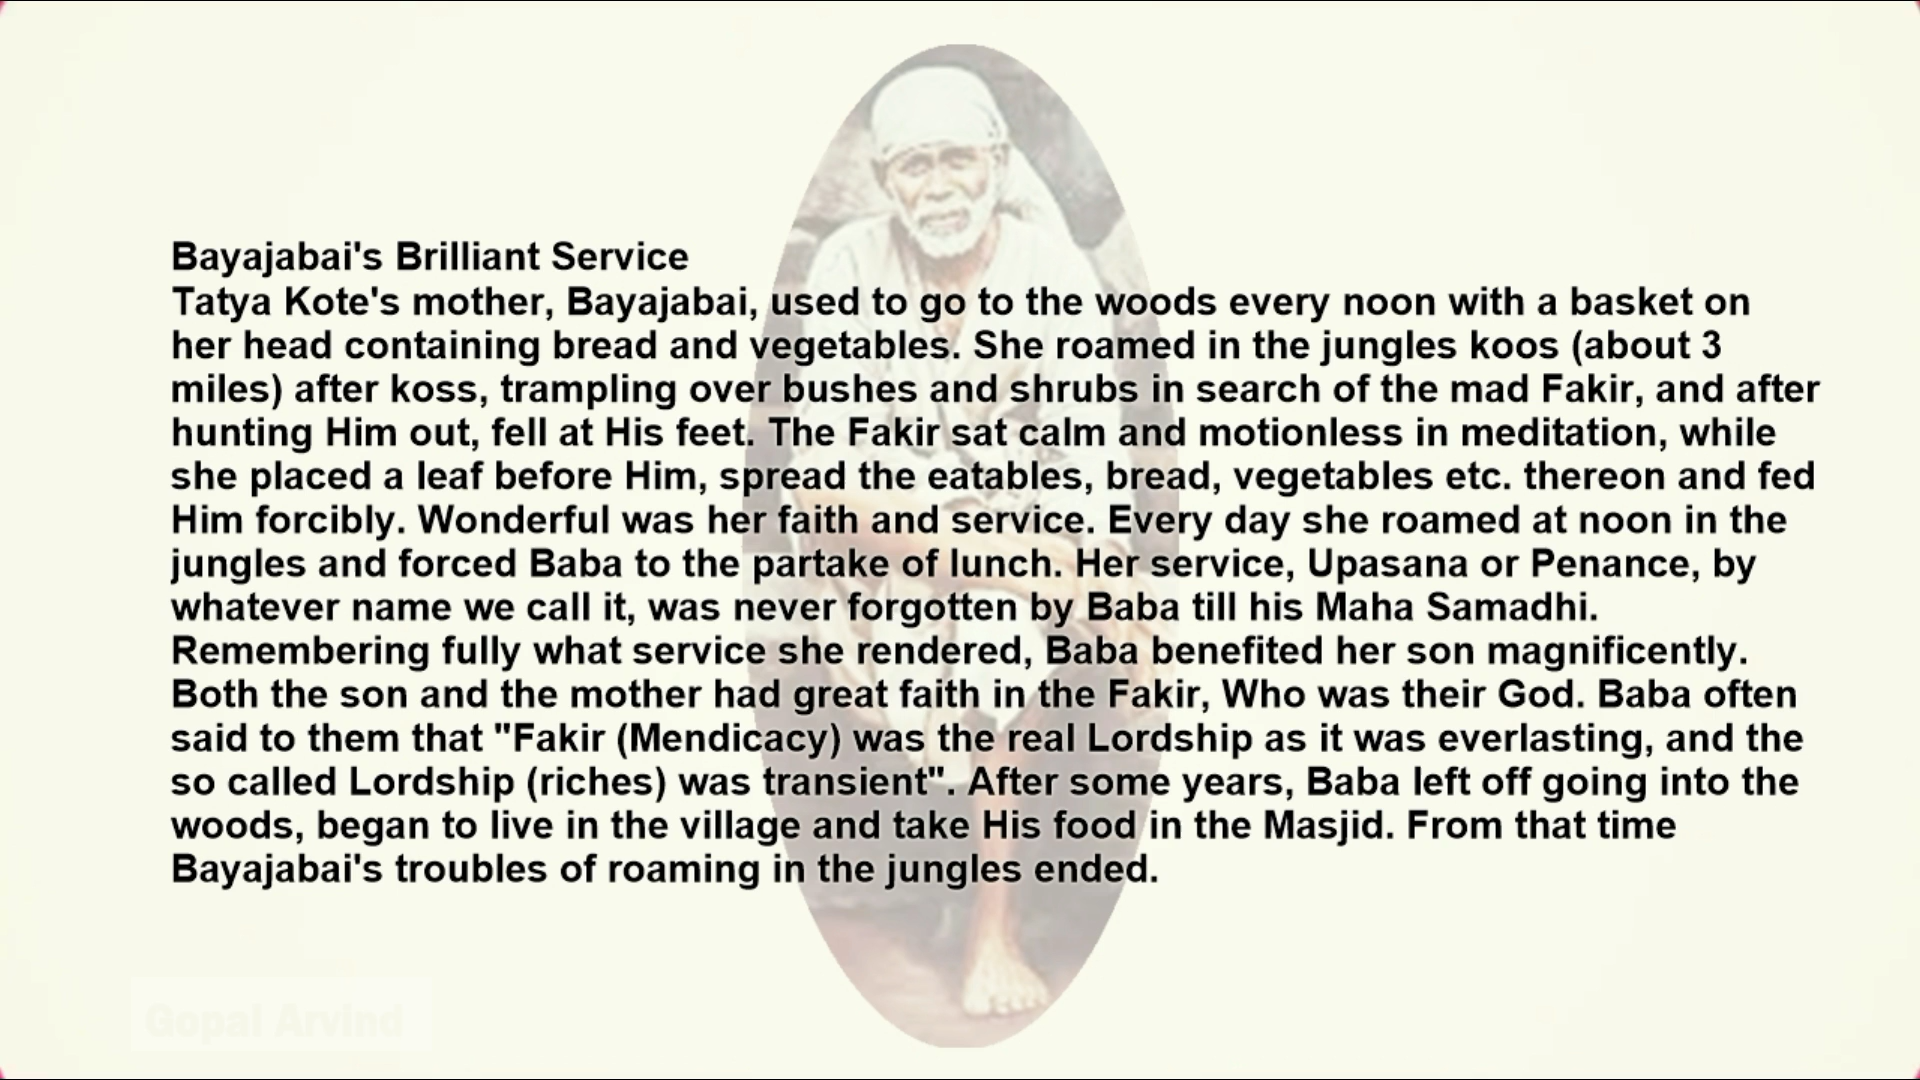 Bayajabai's Brilliant Service
Tatya Kote's mother, Bayajabai, used to go to the woods every noon with a basket on
her head containing bread and vegetables. She roamed in the jungles koos (about 3
miles) after koss, trampling over bushes and shrubs in search of the mad Fakir, and after
hunting Him out, fell at His feet. The Fakir sat calm and motionless in meditation, while
she placed a leaf before Him, spread the eatables, bread, vegetables etc. thereon and fed
Him forcibly. Wonderful was her faith and service. Every day she roamed at noon in the
jungles and forced Baba to the partake of lunch. Her service, Upasana or Penance, by
whatever name we call it, was never forgotten by Baba till his Maha Samadhi.
Remembering fully what service she rendered, Baba benefited her son magnificently.
Both the son and the mother had great faith in the Fakir, Who was their God. Baba often
said to them that "Fakir (Mendicacy) was the real Lordship as it was everlasting, and the
so called Lordship (riches) was transient". After some years, Baba left off going into the
woods, began to live in the village and take His food in the Masjid. From that time
Bayajabai's troubles of roaming in the jungles ended.
Gopal Arvind